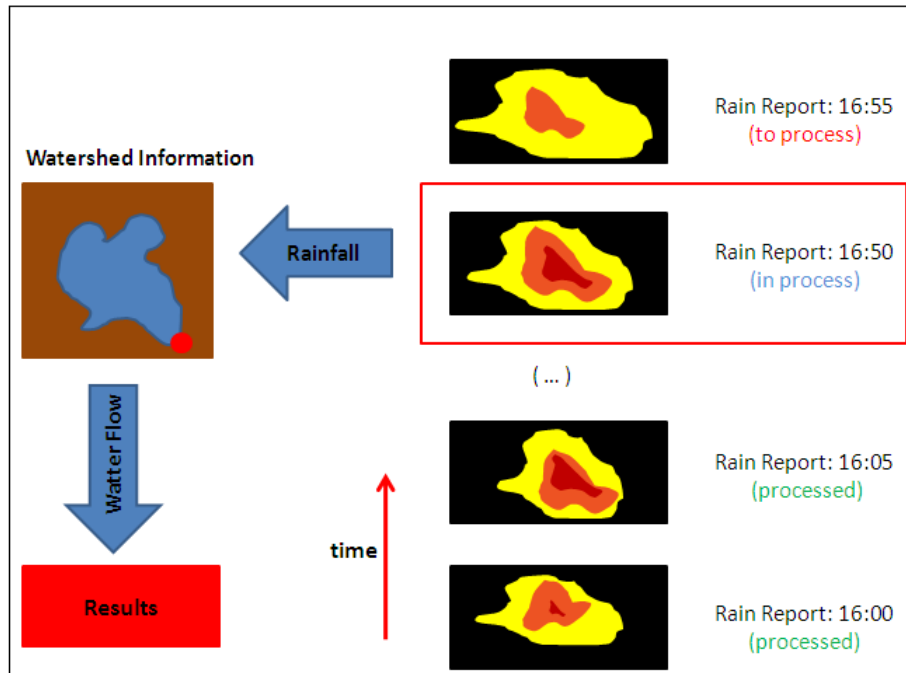 Rain Report: 16:55
(to process)
Watershed Information
Rainfall
Rain Report: 16:50
(in process)
( ... )
Watter Flow
Rain Report: 16:05
(processed)
time
Results
Rain Report: 16:00
(processed)